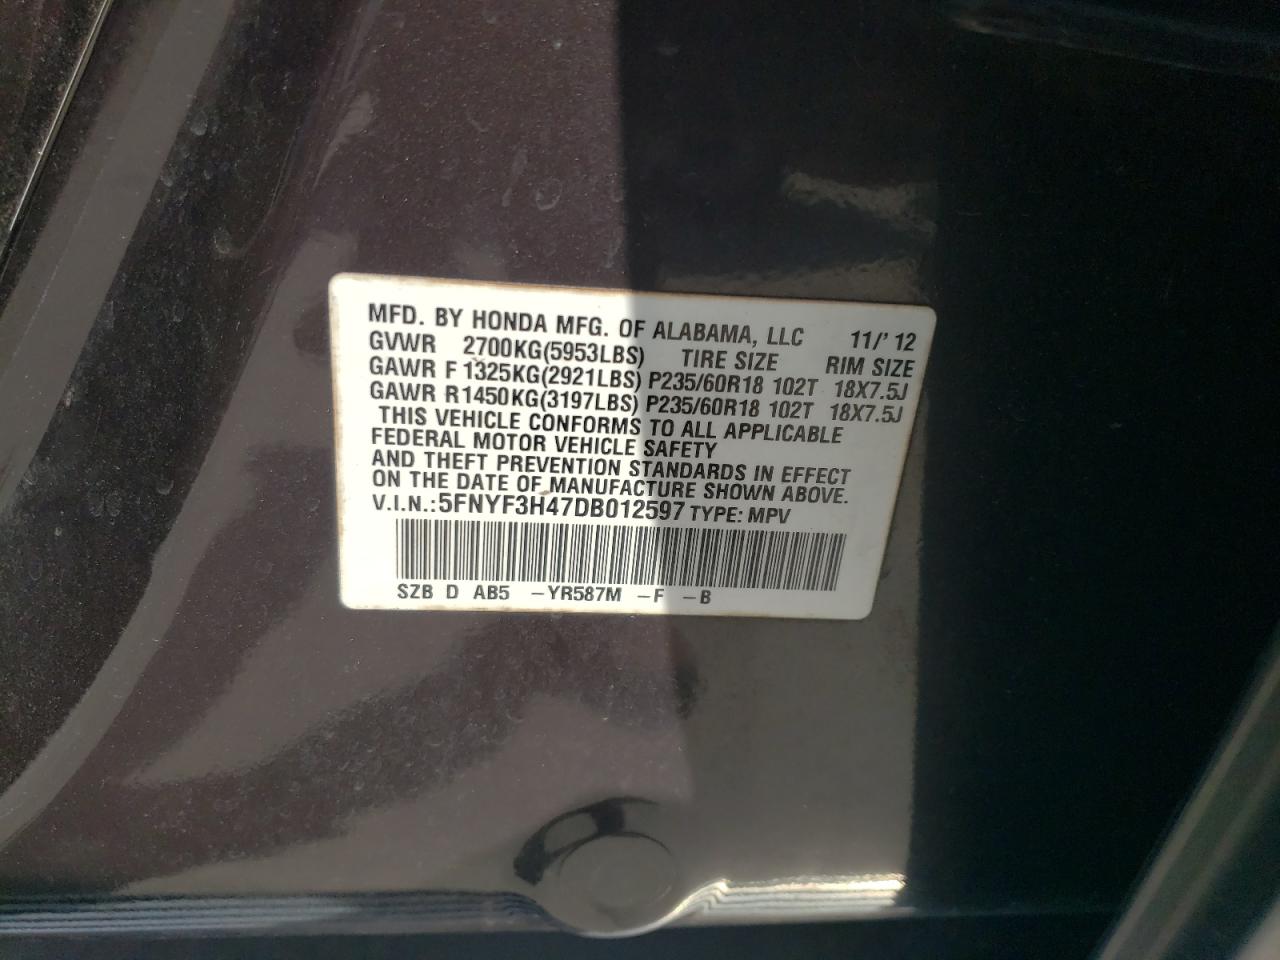 MFD. BY HONDA MFG. OF ALABAMA, LLC 11/' 12
GVWR 2700KG(5953LBS) TIRE SIZE RIM SIZE
GAWR F 1325KG(2921LBS) P235/60R18 102T 18X7.5J
GAWR R1450KG(3197LBS) P235/60R18 102T 18X7.5J
THIS VEHICLE CONFORMS TO ALL APPLICABLE
FEDERAL MOTOR VEHICLE SAFETY
AND THEFT PREVENTION STANDARDS IN EFFECT
ON THE DATE OF MANUFACTURE SHOWN ABOVE.
V.I.N.:5FNYF3H47DB012597 TYPE: MPV
SZB D AB5 -YR587M -F -B